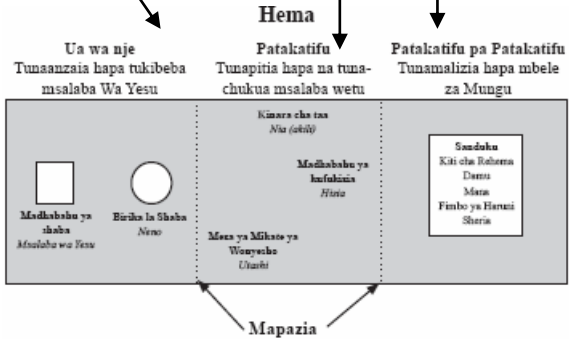 Hema
Ua wa nje
Tunaanzaia hapa tukibeba
msalaba Wa Yesu
Patakatifu
Tunapitia hapa na tuna-
chukua msalaba wetu
Patakatifu pa Patakatifu
Tunamalizia hapa mbele
za Mungu
Madhabahu ya
shaba
Msalaba wa Yesu
Birika la Shaba
Neno
Kinara cha taa
Nia (akili)
Madhabahu ya
kufukizia
Hisia
Meza ya Mikate ya
Wonyesho
Utashi
Sanduku
Kiti cha Rehema
Damu
Mana
Fimbo ya Haruni
Sheria
Mapazia